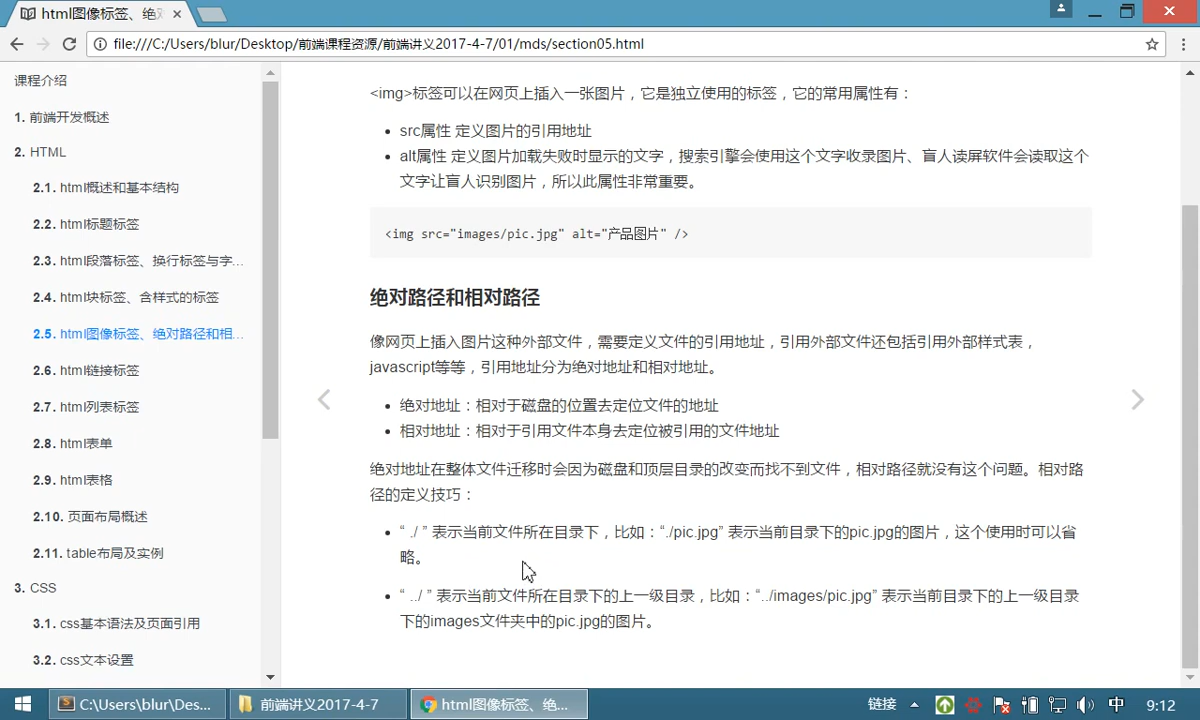 html图像标签、绝
file:///C:/Users/blur/Desktop/前端课程资源/前端讲义2017-4-7/01/mds/section05.html
课程介绍
1. 前端开发概述
2. HTML
2.1. html概述和基本结构
2.2. html标题标签
2.3. html段落标签、换行标签与字...
2.4. html块标签、含样式的标签
2.5. html图像标签、绝对路径和相...
2.6. html链接标签
2.7. html列表标签
2.8. html表单
2.9. html表格
2.10. 页面布局概述
2.11. table布局及实例
3. CSS
3.1. css基本语法及页面引用
3.2. css文本设置
<img>标签可以在网页上插入一张图片，它是独立使用的标签，它的常用属性有：
• src属性 定义图片的引用地址
• alt属性 定义图片加载失败时显示的文字，搜索引擎会使用这个文字收录图片、盲人读屏软件会读取这个
文字让盲人识别图片，所以此属性非常重要。
<img src="images/pic.jpg" alt="产品图片" />
绝对路径和相对路径
像网页上插入图片这种外部文件，需要定义文件的引用地址，引用外部文件还包括引用外部样式表，
javascript等等，引用地址分为绝对地址和相对地址。
• 绝对地址：相对于磁盘的位置去定位文件的地址
• 相对地址：相对于引用文件本身去定位被引用的文件地址
绝对地址在整体文件迁移时会因为磁盘和顶层目录的改变而找不到文件，相对路径就没有这个问题。相对路
径的定义技巧：
• “ ./ ” 表示当前文件所在目录下，比如：“./pic.jpg” 表示当前目录下的pic.jpg的图片，这个使用时可以省
略。
• “ ../ ” 表示当前文件所在目录下的上一级目录，比如：“../images/pic.jpg” 表示当前目录下的上一级目录
下的images文件夹中的pic.jpg的图片。
C:\Users\blur\Des...
前端讲义2017-4-7
html图像标签、绝...
链接
中
9:12